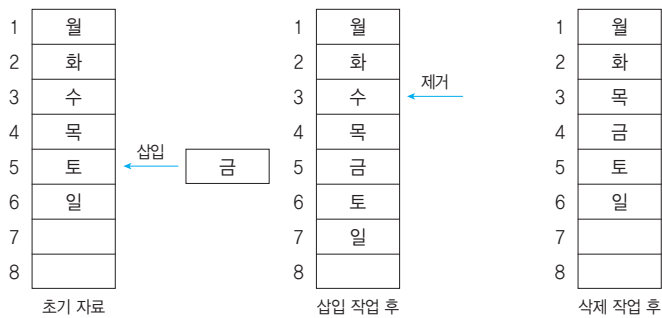 1 월 1 월 1 월
2 화 2 화 2 화
제거
3 수 3 수 3 목
4 목 4 목 4 금
삽입
5 토 금 5 금 5 토
6 일 6 토 6 일
7 7 일 7
8 8 8
초기 자료 삽입 작업 후 삭제 작업 후